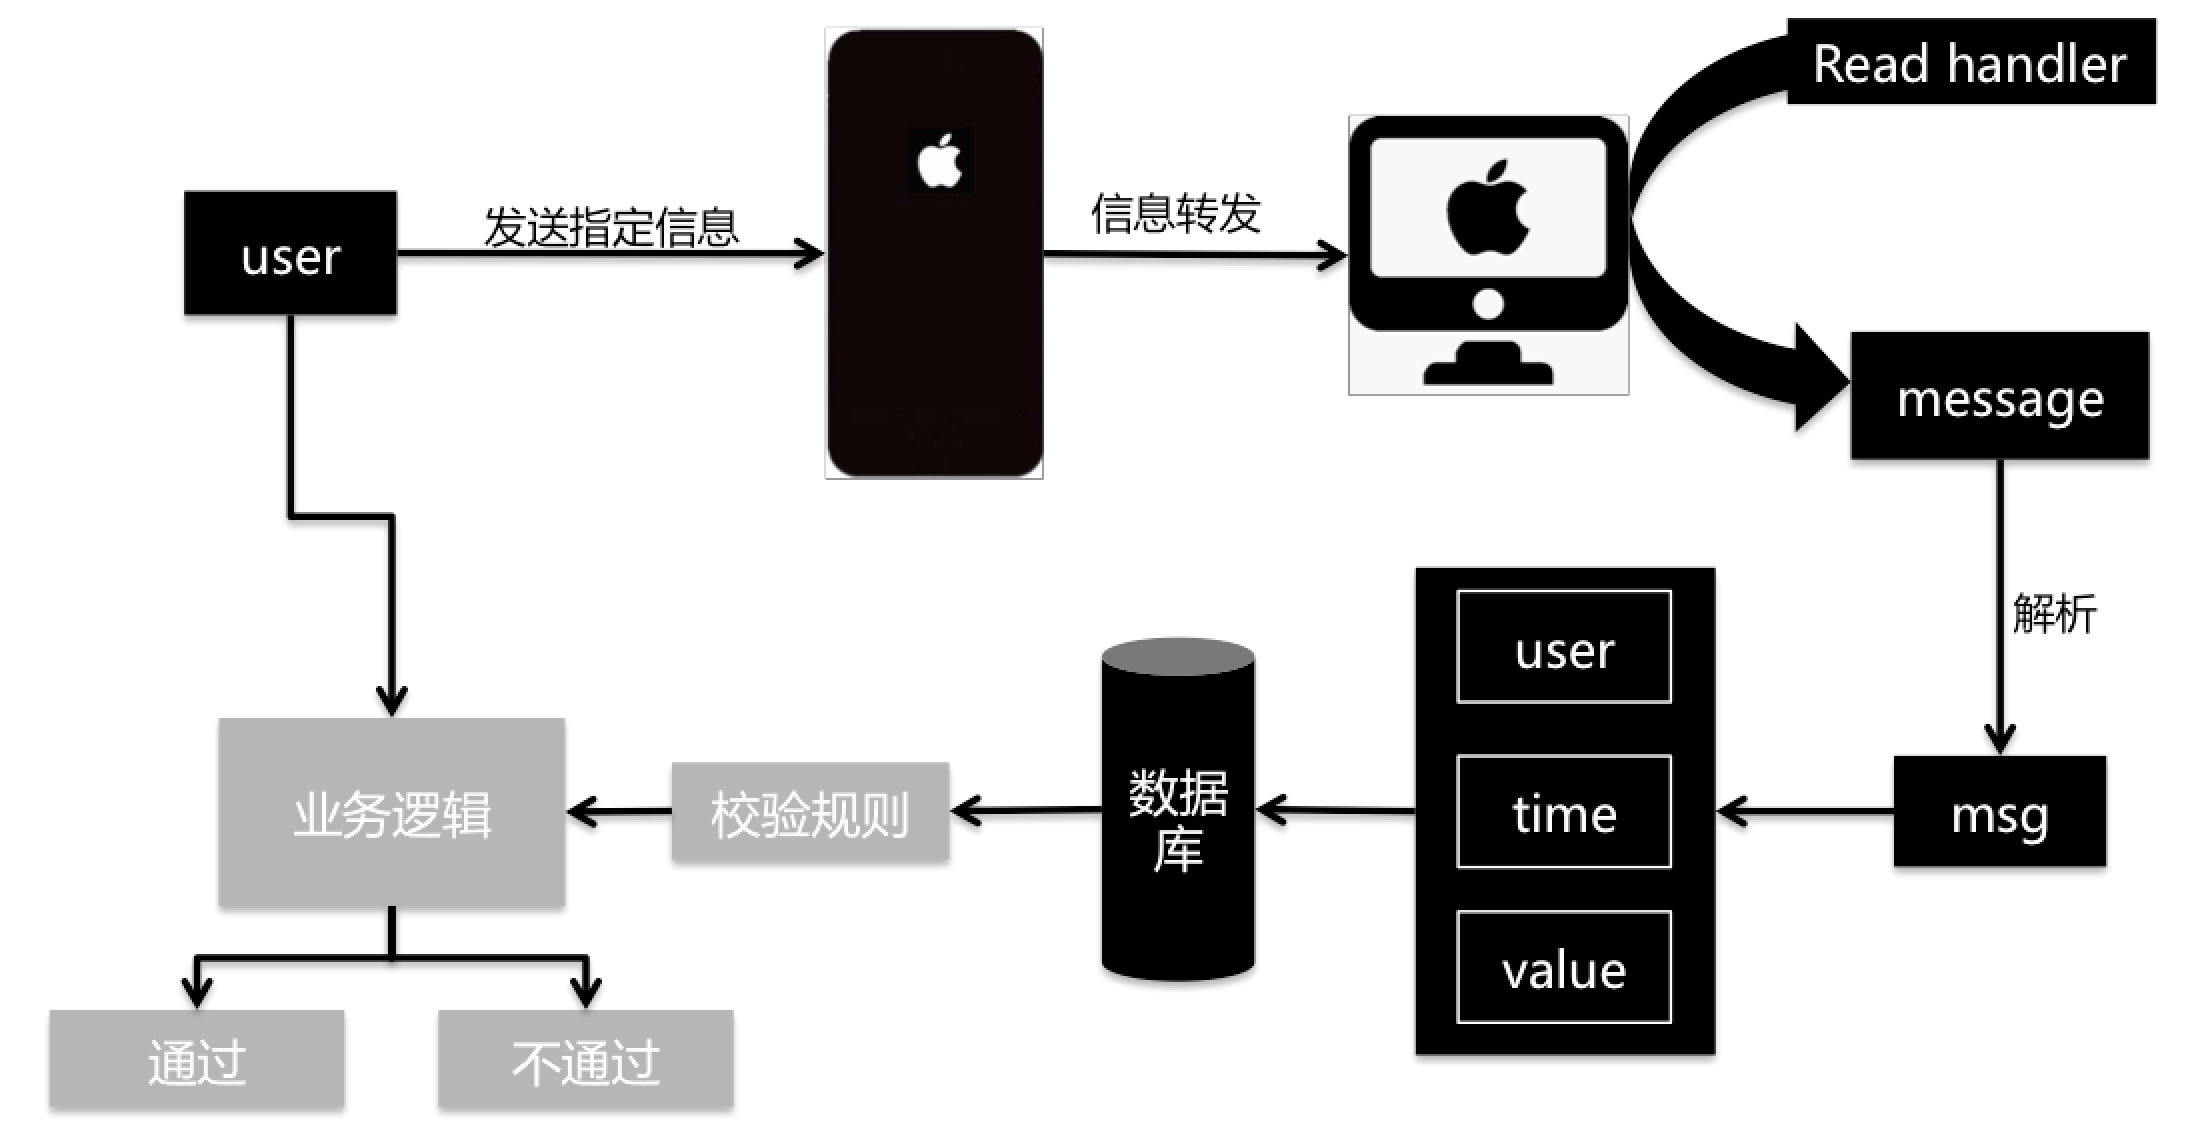 Read handler
user
发送指定信息
信息转发
message
解析
user
time
value
msg
数据
库
校验规则
业务逻辑
通过
不通过